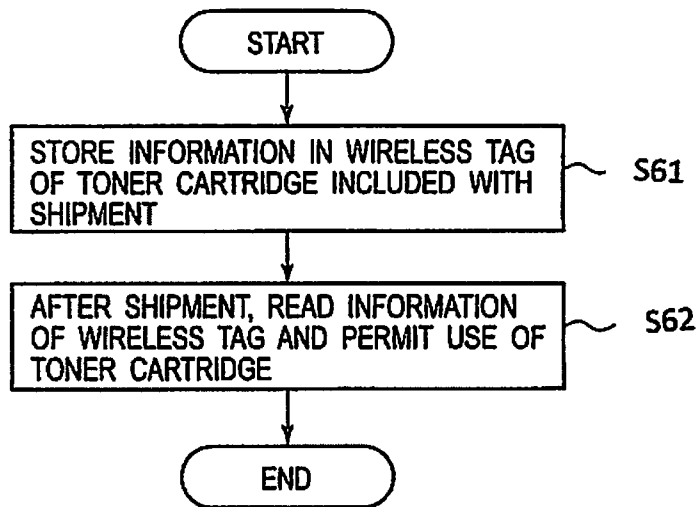 START
STORE INFORMATION IN WIRELESS TAG
OF TONER CARTRIDGE INCLUDED WITH
SHIPMENT
S61
AFTER SHIPMENT, READ INFORMATION
OF WIRELESS TAG AND PERMIT USE OF
TONER CARTRIDGE
S62
END